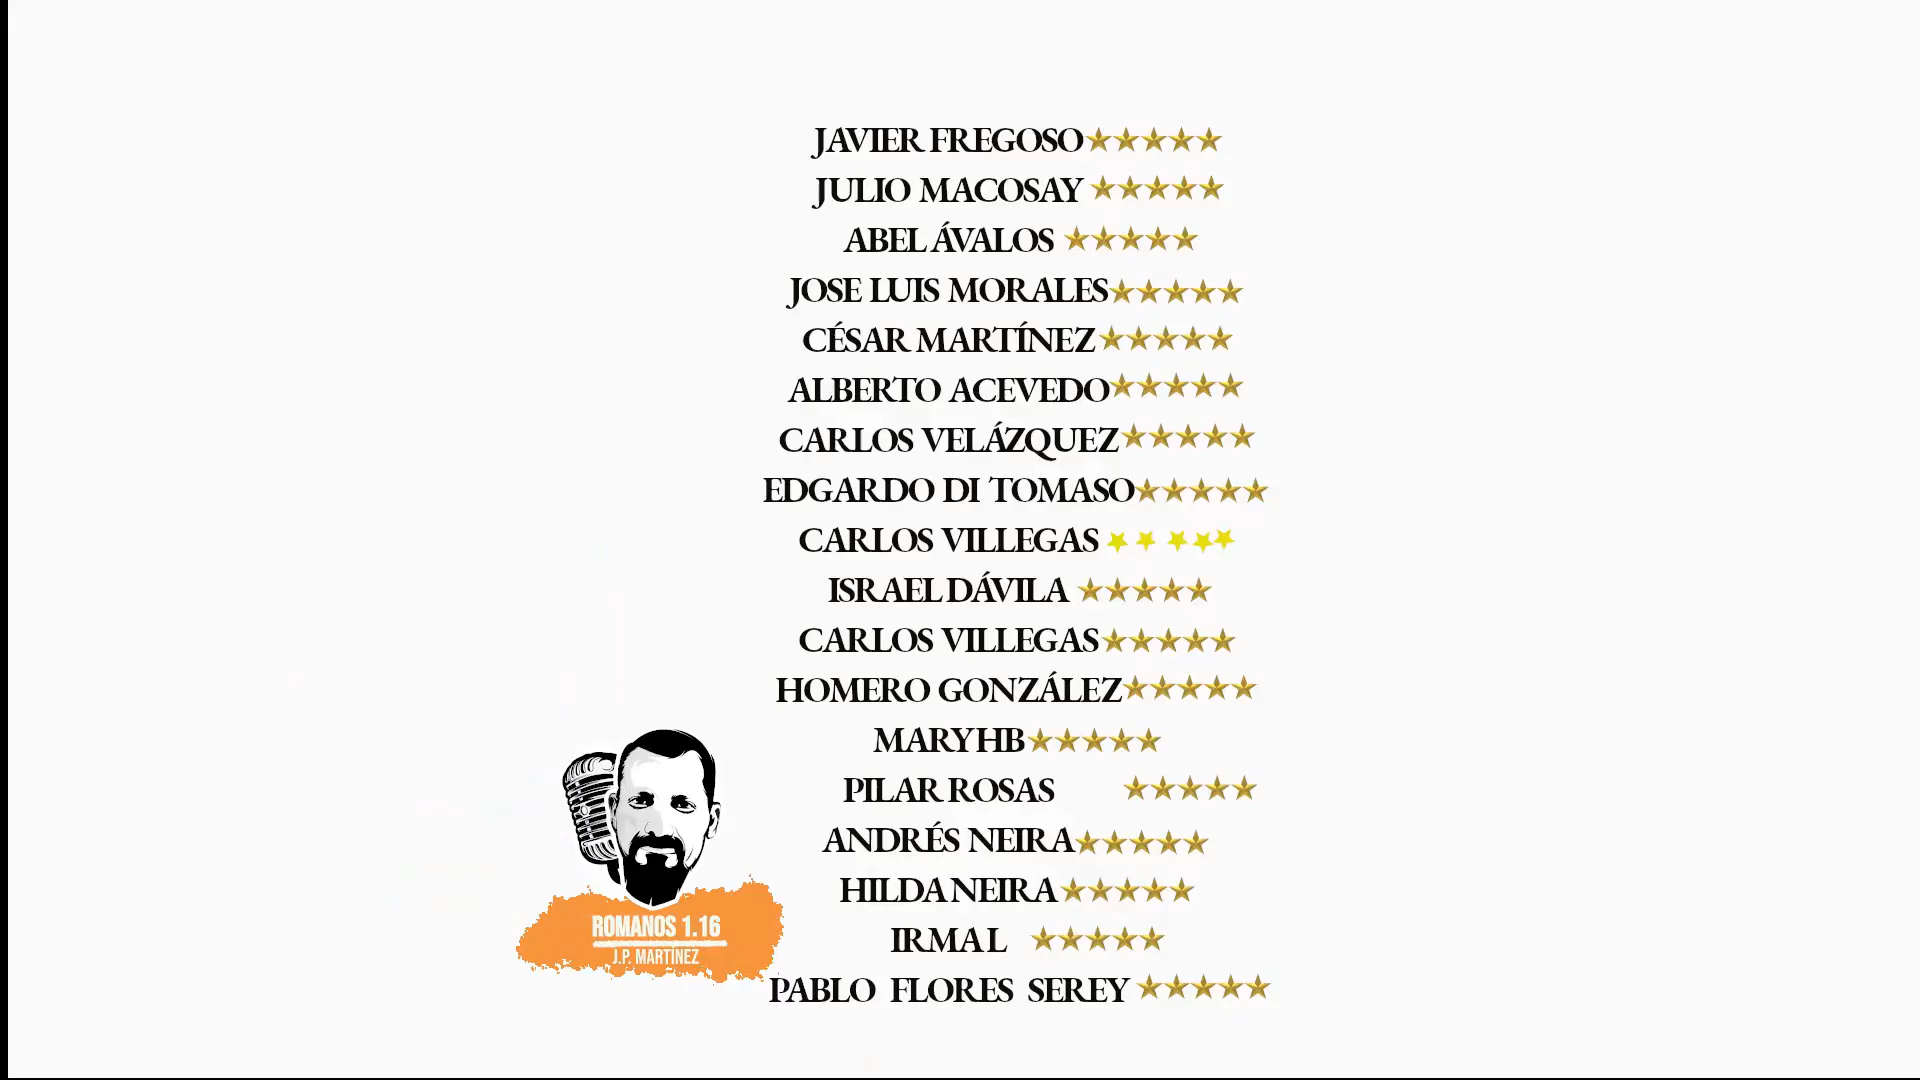 JAVIER FREGOSO
JULIO MACOSAY
ABEL ÁVALOS
JOSE LUIS MORALES
CÉSAR MARTÍNEZ
ALBERTO ACEVEDO
CARLOS VELÁZQUEZ
EDGARDO DI TOMASO
CARLOS VILLEGAS
ISRAEL DÁVILA
CARLOS VILLEGAS
HOMERO GONZÁLEZ
MARY HB
PILAR ROSAS
ANDRÉS NEIRA
HILDA NEIRA
IRMA L
PABLO FLORES SEREY
ROMANOS 1.16
J.P. MARTÍNEZ